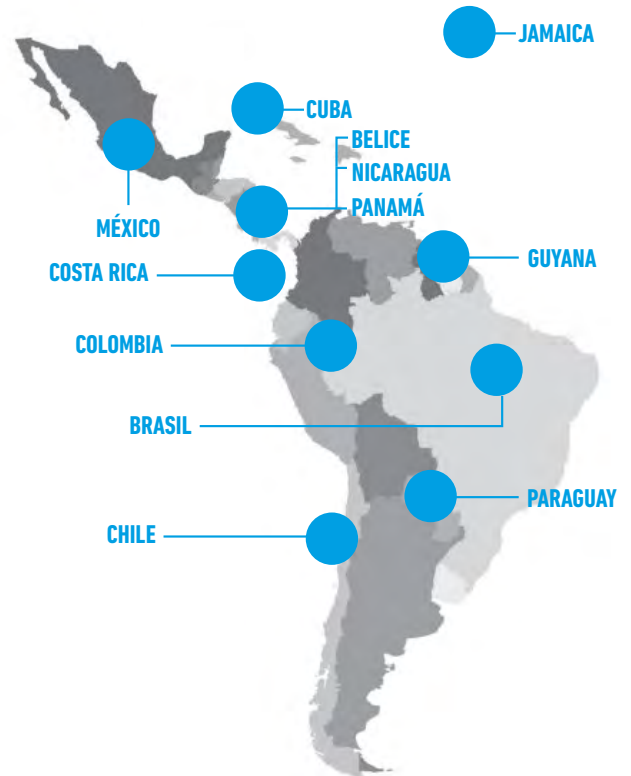 JAMAICA
CUBA
BELICE
NICARAGUA
PANAMÁ
MÉXICO
GUYANA
COSTA RICA
COLOMBIA
BRASIL
PARAGUAY
CHILE